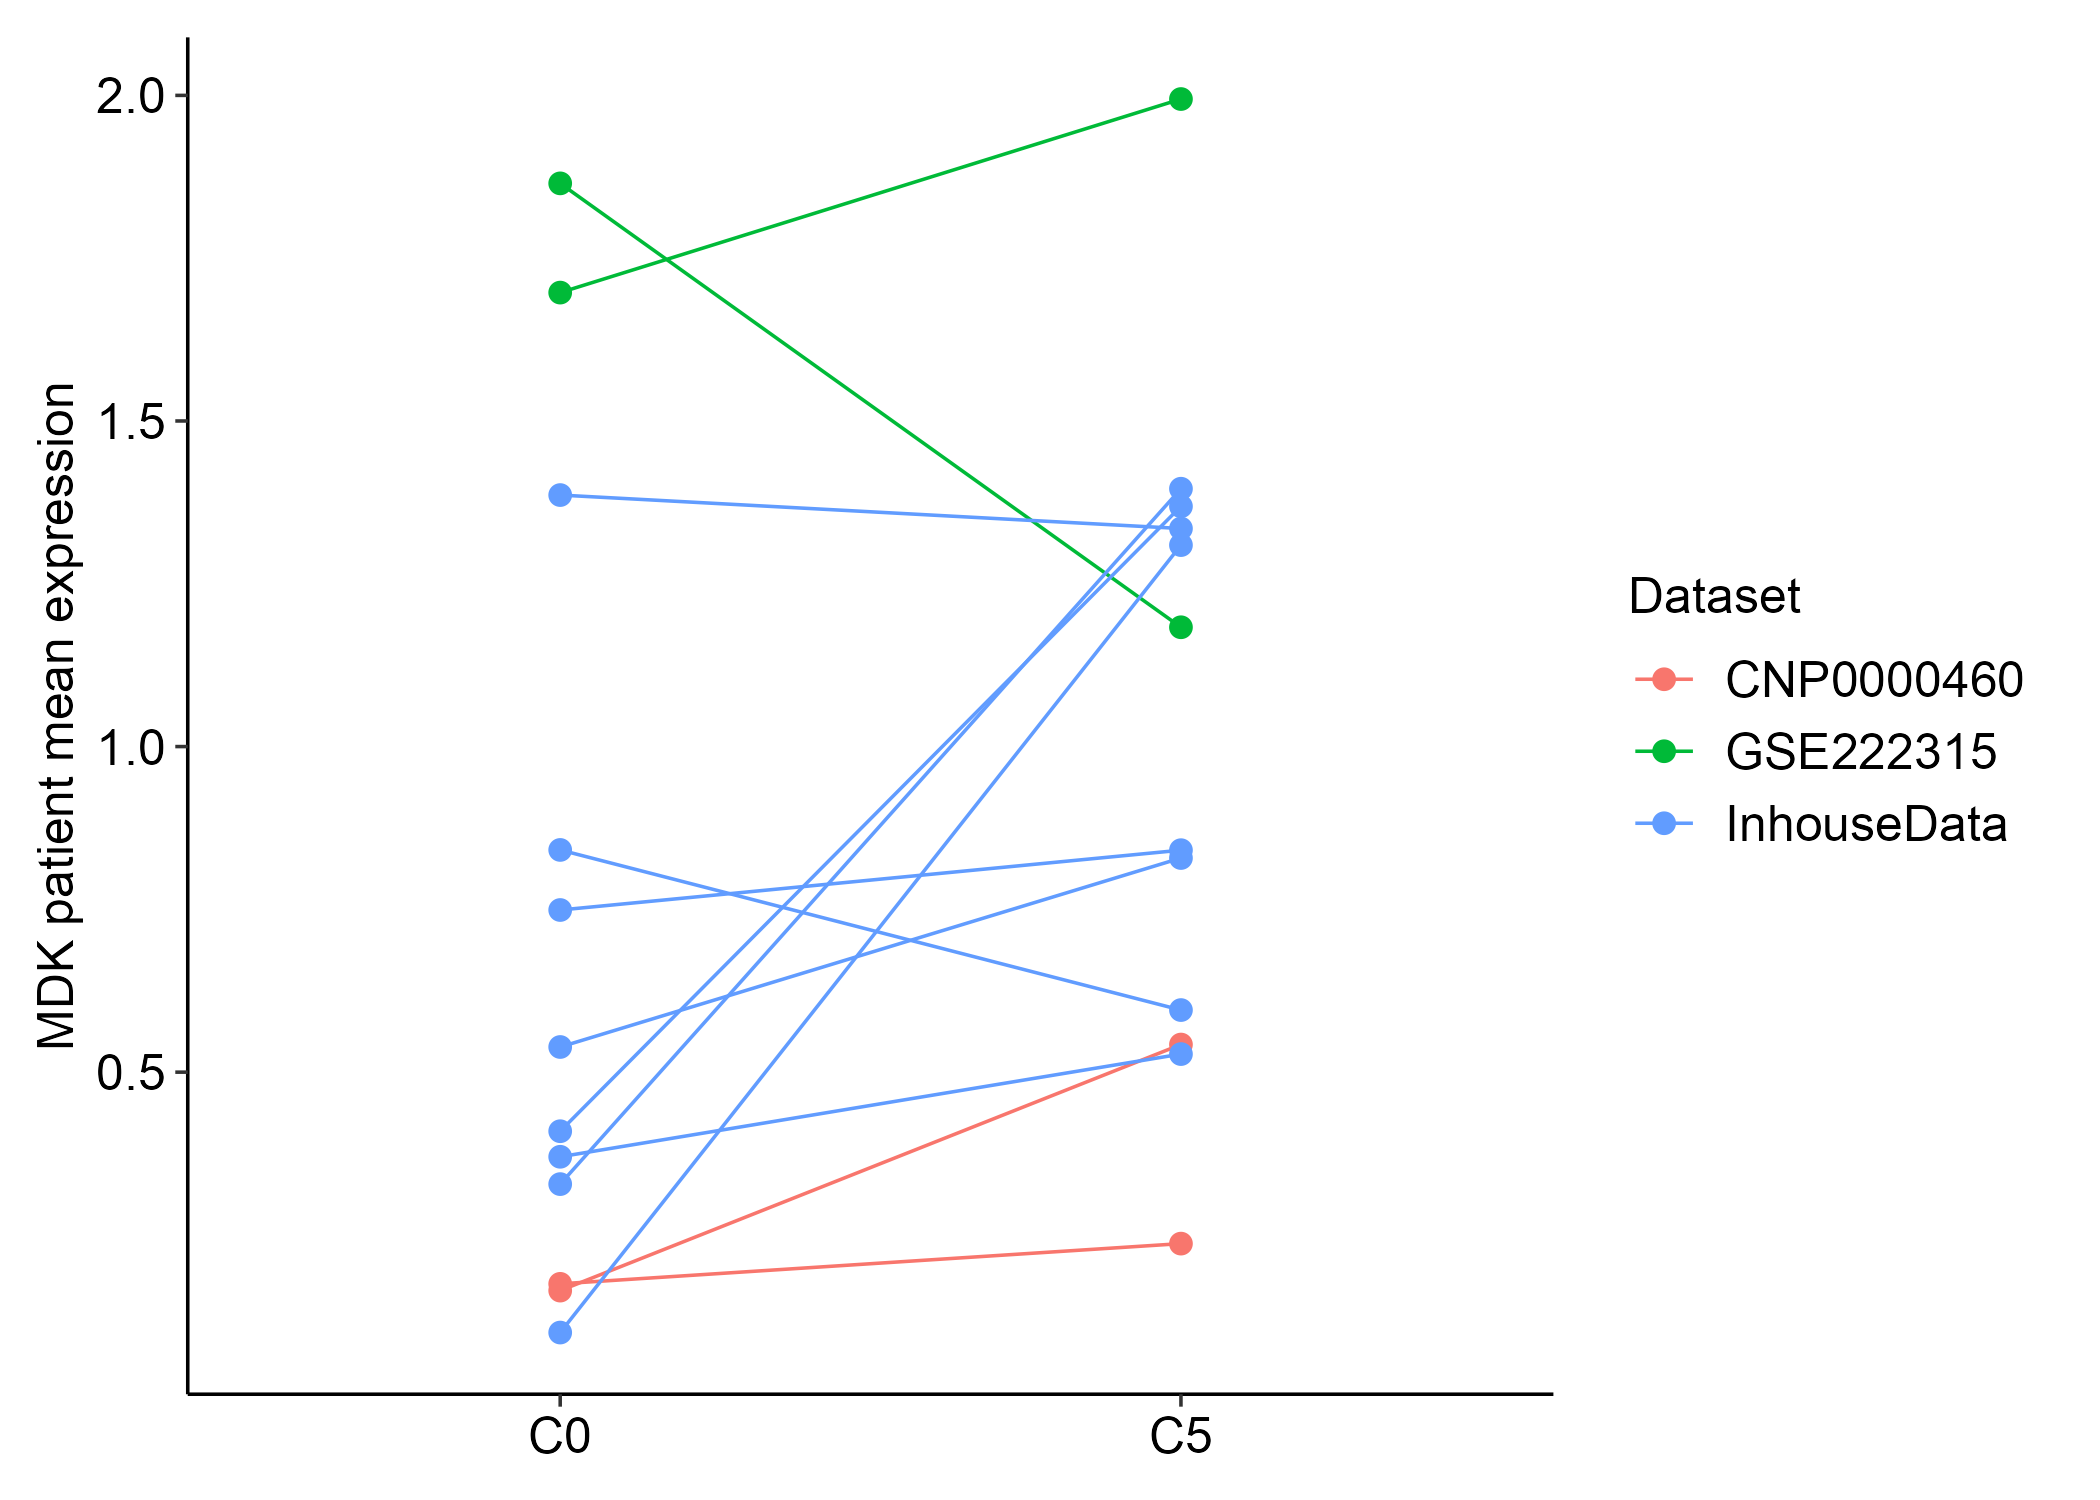 MDK patient mean expression
2.0
1.5
1.0
0.5
C0
C5
Dataset
CNP0000460
GSE222315
InhouseData